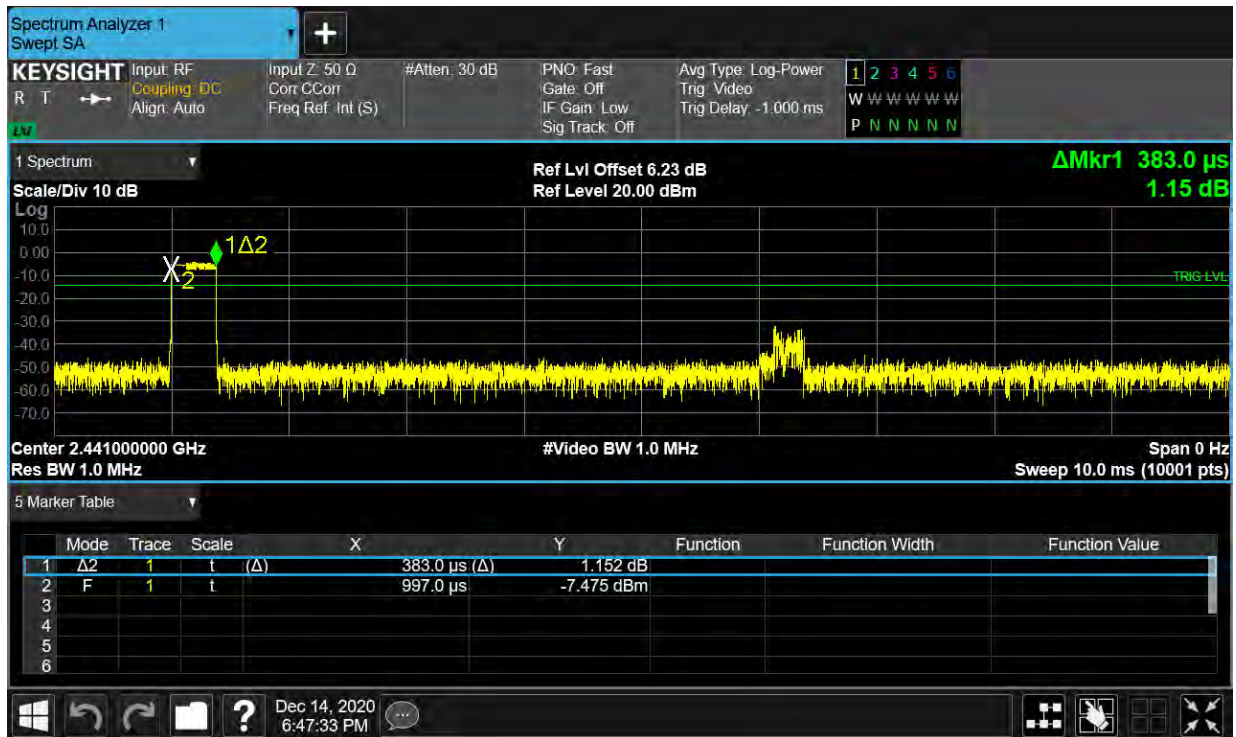 Spectrum Analyzer 1
Swept SA
KEYSIGHT Input: RF Input Z: 50 Ω #Atten: 30 dB PNO: Fast Avg Type: Log-Power 1 2 3 4 5 6
R T Coupling: DC Corr CCorr Gate: Off Trig: Video W W W W W W
Align: Auto Freq Ref: Int (S) IF Gain: Low Trig Delay: -1.000 ms P N N N N N
Sig Track: Off
1 Spectrum
Ref Lvl Offset 6.23 dB
ΔMkr1 383.0 µs
Scale/Div 10 dB Ref Level 20.00 dBm 1.15 dB
Log
10.0
0.00
-10.0
-20.0
-30.0
-40.0
-50.0
-60.0
-70.0
1Δ2
X2
TRIG LVL
Center 2.441000000 GHz #Video BW 1.0 MHz Span 0 Hz
Res BW 1.0 MHz Sweep 10.0 ms (10001 pts)
5 Marker Table
Mode Trace Scale X Y Function Function Width Function Value
1 Δ2 1 t (Δ) 383.0 µs (Δ) 1.152 dB
2 F 1 t 997.0 µs -7.475 dBm
3
4
5
6
? Dec 14, 2020
6:47:33 PM